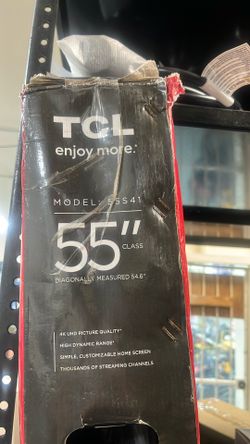 TCL
enjoy more.
MODEL: 55S41
55"
CLASS
DIAGONALLY MEASURED 54.6"
4K UHD PICTURE QUALITY*
HIGH DYNAMIC RANGE*
SIMPLE, CUSTOMIZABLE HOME SCREEN
THOUSANDS OF STREAMING CHANNELS